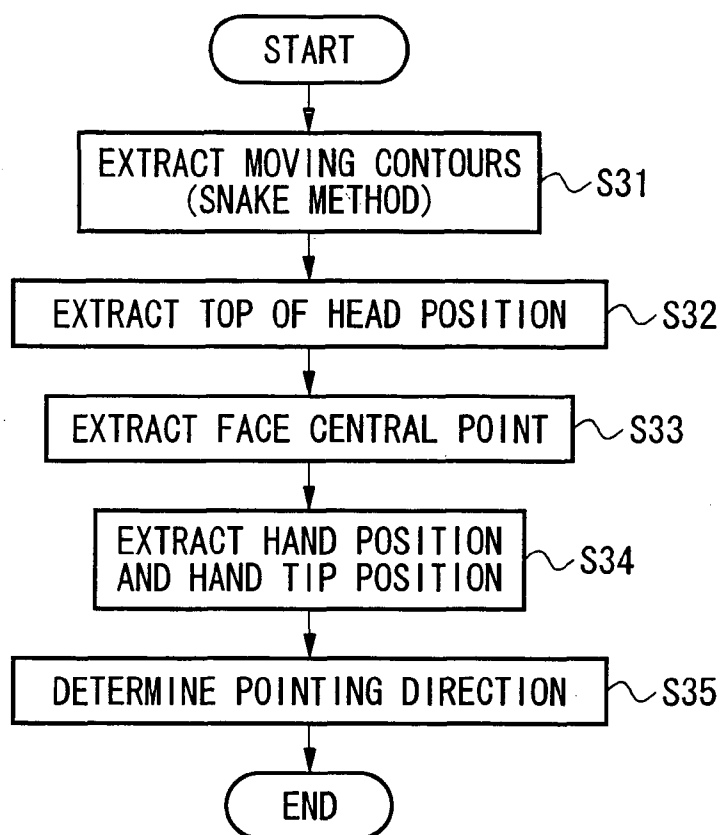 START
EXTRACT MOVING CONTOURS
(SNAKE METHOD)
S31
EXTRACT TOP OF HEAD POSITION
S32
EXTRACT FACE CENTRAL POINT
S33
EXTRACT HAND POSITION
AND HAND TIP POSITION
S34
DETERMINE POINTING DIRECTION
S35
END